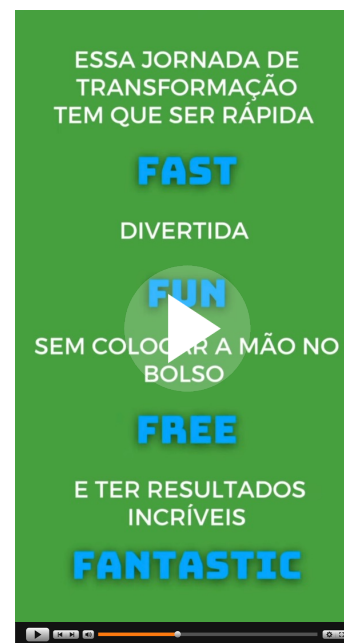 ESSA JORNADA DE
TRANSFORMAÇÃO
TEM QUE SER RÁPIDA
FAST
DIVERTIDA
FUN
SEM COLOCAR A MÃO NO
BOLSO
FREE
E TER RESULTADOS
INCRÍVEIS
FANTASTIC